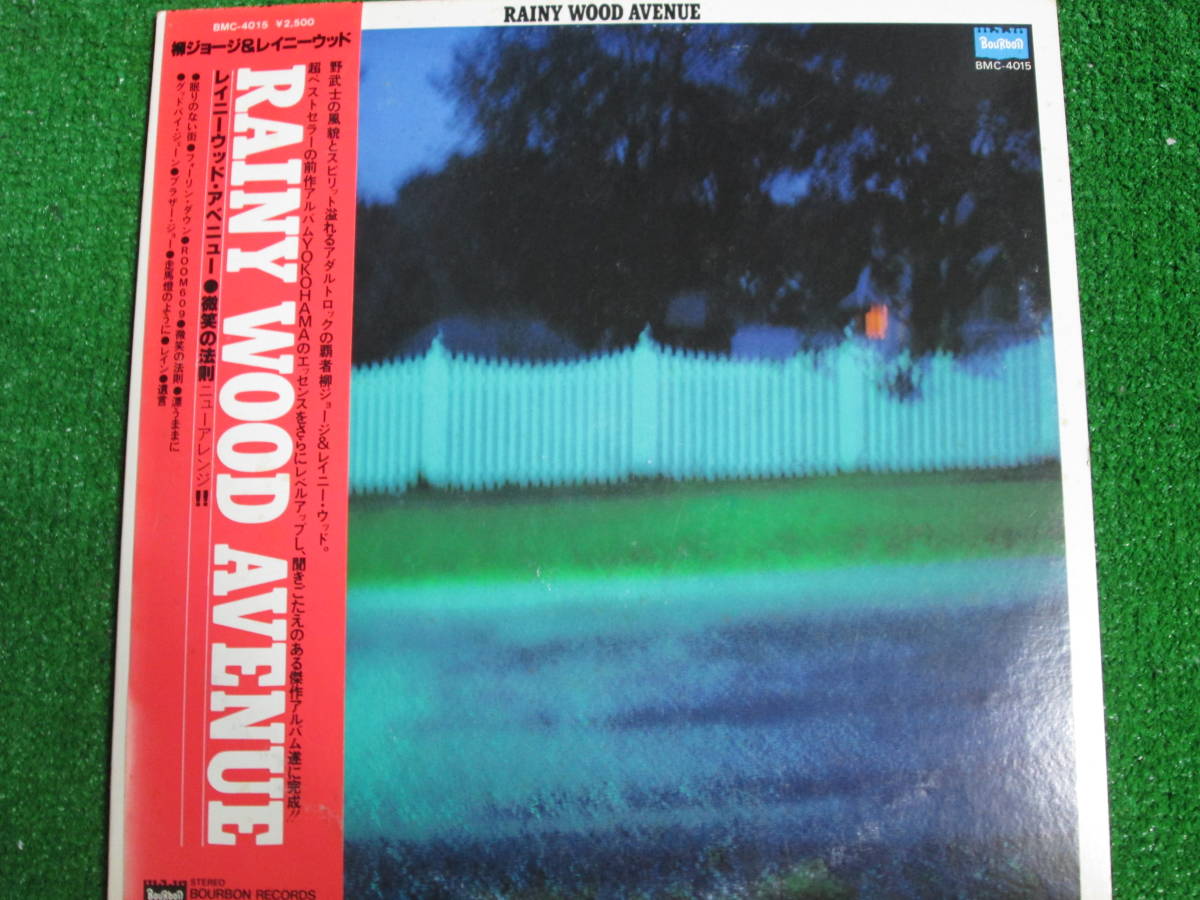 RAINY WOOD AVENUE
BouRboN
BMC-4015
BMC-4015 ¥2,500
柳ジョージ&レイニーウッド
野武士の風貌とスピリット溢れるアダルトロックの覇者柳ジョージ&レイニー・ウッド。
超ベストセラーの前作アルバムYOKOHAMAのエッセンスをさらにレベルアップし、聞きごたえのある傑作アルバム遂に完成!!
RAINY WOOD AVENUE
レイニーウッド・アベニュー●微笑の法則ニューアレンジ!!
●眠りのない街●フィーリン・ダウン●ROOM609●微笑の法則●漂うままに
●グッドバイ・ジョーン●ブラザー・ジョー●走馬燈のように●レイン●遺言
BouRboN
STEREO
BOURBON RECORDS